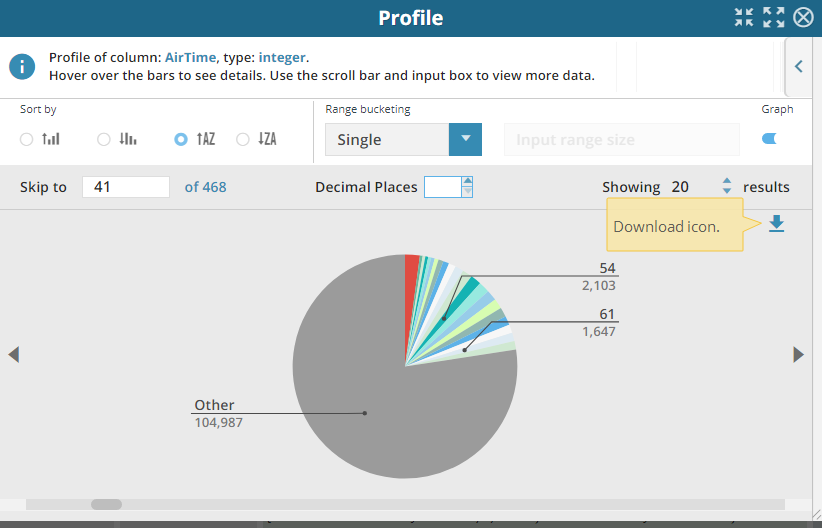 Profile
Profile of column: AirTime, type: integer.
Hover over the bars to see details. Use the scroll bar and input box to view more data.
Sort by
Range bucketing
Graph
AZ
ZA
Single
Input range size
Skip to
41
of 468
Decimal Places
Showing
20
results
Download icon.
54
2,103
61
1,647
Other
104,987